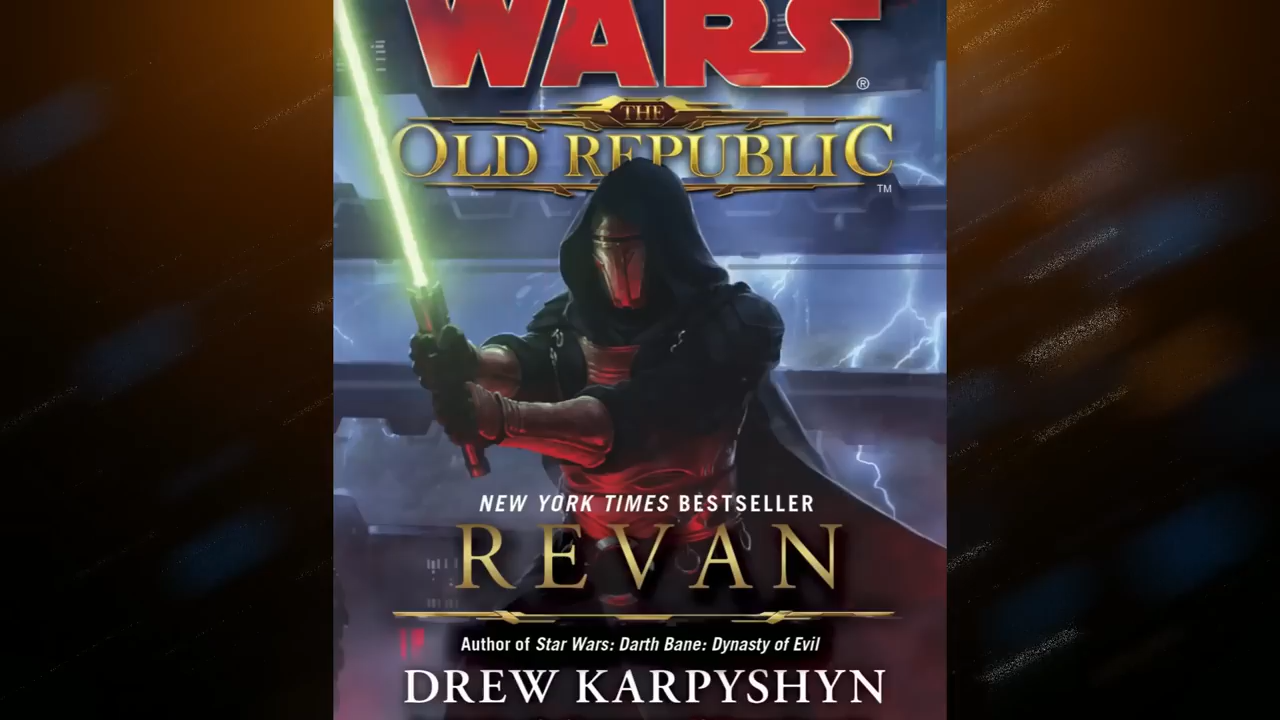 WARS®
THE
OLD REPUBLIC™
NEW YORK TIMES BESTSELLER
REVAN
Author of Star Wars: Darth Bane: Dynasty of Evil
DREW KARPYSHYN